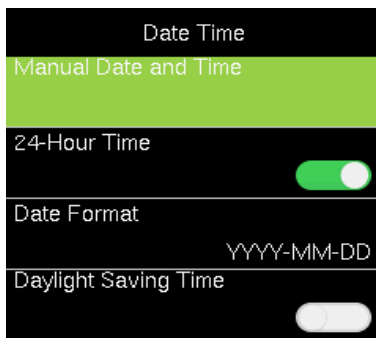 Date Time
Manual Date and Time
24-Hour Time
Date Format
YYYY-MM-DD
Daylight Saving Time